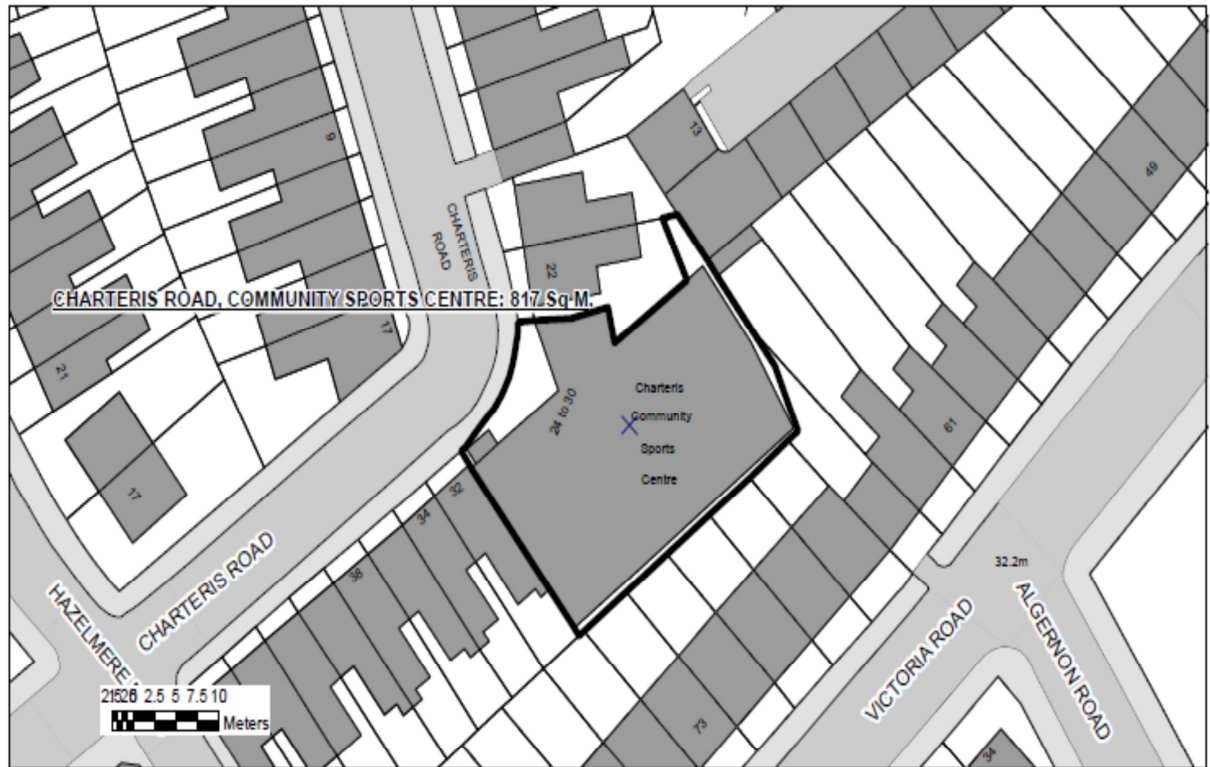 13
9
49
CHARTERIS
ROAD
22
CHARTERIS ROAD, COMMUNITY SPORTS CENTRE: 817 Sq M.
17
21
Charteris
Community
Sports
Centre
24 to 30
61
17
32
34
38
32.2m
CHARTERIS ROAD
HAZELMERE
VICTORIA ROAD
ALGERNON ROAD
2.5 5 7.5 10
Meters
73
34